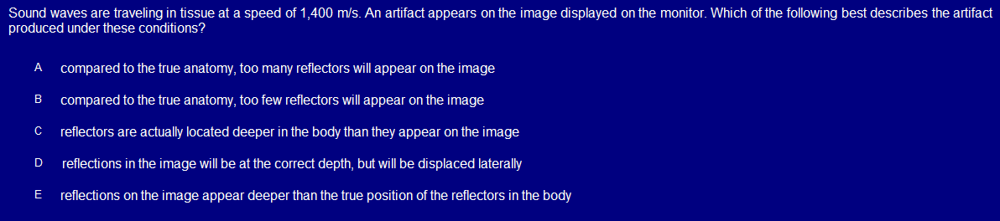 Sound waves are traveling in tissue at a speed of 1,400 m/s. An artifact appears on the image displayed on the monitor. Which of the following best describes the artifact
produced under these conditions?
A compared to the true anatomy, too many reflectors will appear on the image
B compared to the true anatomy, too few reflectors will appear on the image
C reflectors are actually located deeper in the body than they appear on the image
D reflections in the image will be at the correct depth, but will be displaced laterally
E reflections on the image appear deeper than the true position of the reflectors in the body